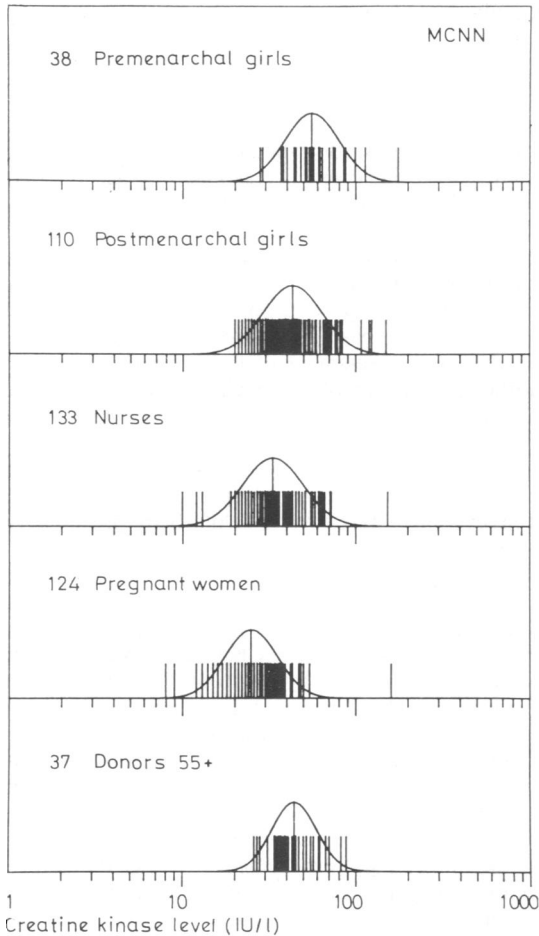 MCNN
38 Premenarchal girls
110 Postmenarchal girls
133 Nurses
124 Pregnant women
37 Donors 55+
1 10 100 1000
Creatine kinase level (IU/l)